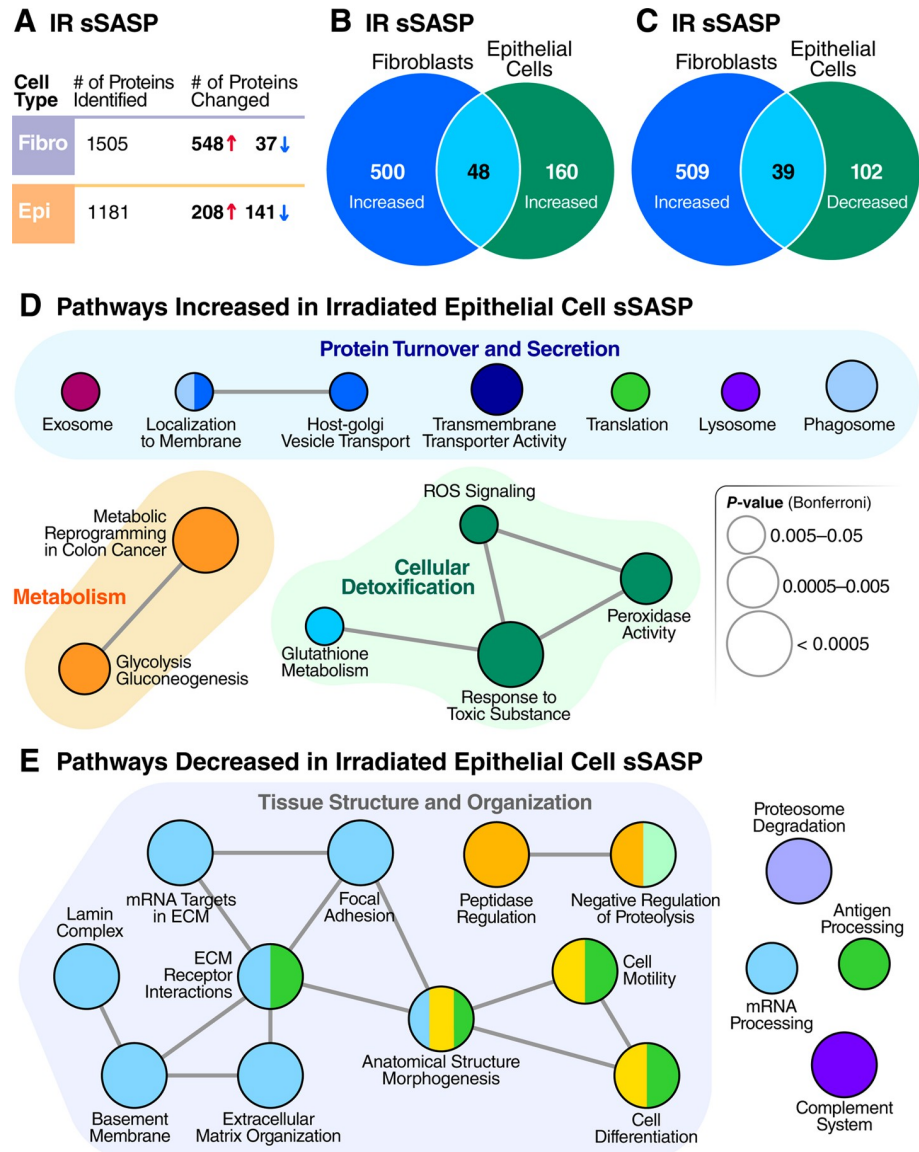 A IR sSASP
Cell
Type
# of Proteins
Identified
# of Proteins
Changed
Fibro 1505 548↑ 37↓
Epi 1181 208↑ 141↓
B IR sSASP
Fibroblasts
Epithelial
Cells
500
Increased
48
160
Increased
C IR sSASP
Fibroblasts
Epithelial
Cells
509
Increased
39
102
Decreased
D Pathways Increased in Irradiated Epithelial Cell sSASP
Protein Turnover and Secretion
Exosome
Localization
to Membrane
Host-golgi
Vesicle Transport
Transmembrane
Transporter Activity
Translation
Lysosome
Phagosome
Metabolic
Reprogramming
in Colon Cancer
Metabolism
Glycolysis
Gluconeogenesis
ROS Signaling
Cellular
Detoxification
Peroxidase
Activity
Glutathione
Metabolism
Response to
Toxic Substance
P-value (Bonferroni)
0.005–0.05
0.0005–0.005
< 0.0005
E Pathways Decreased in Irradiated Epithelial Cell sSASP
Tissue Structure and Organization
mRNA Targets
in ECM
Focal
Adhesion
Peptidase
Regulation
Negative Regulation
of Proteolysis
Lamin
Complex
ECM
Receptor
Interactions
Cell
Motility
Anatomical Structure
Morphogenesis
Basement
Membrane
Extracellular
Matrix Organization
Cell
Differentiation
Proteosome
Degradation
Antigen
Processing
mRNA
Processing
Complement
System